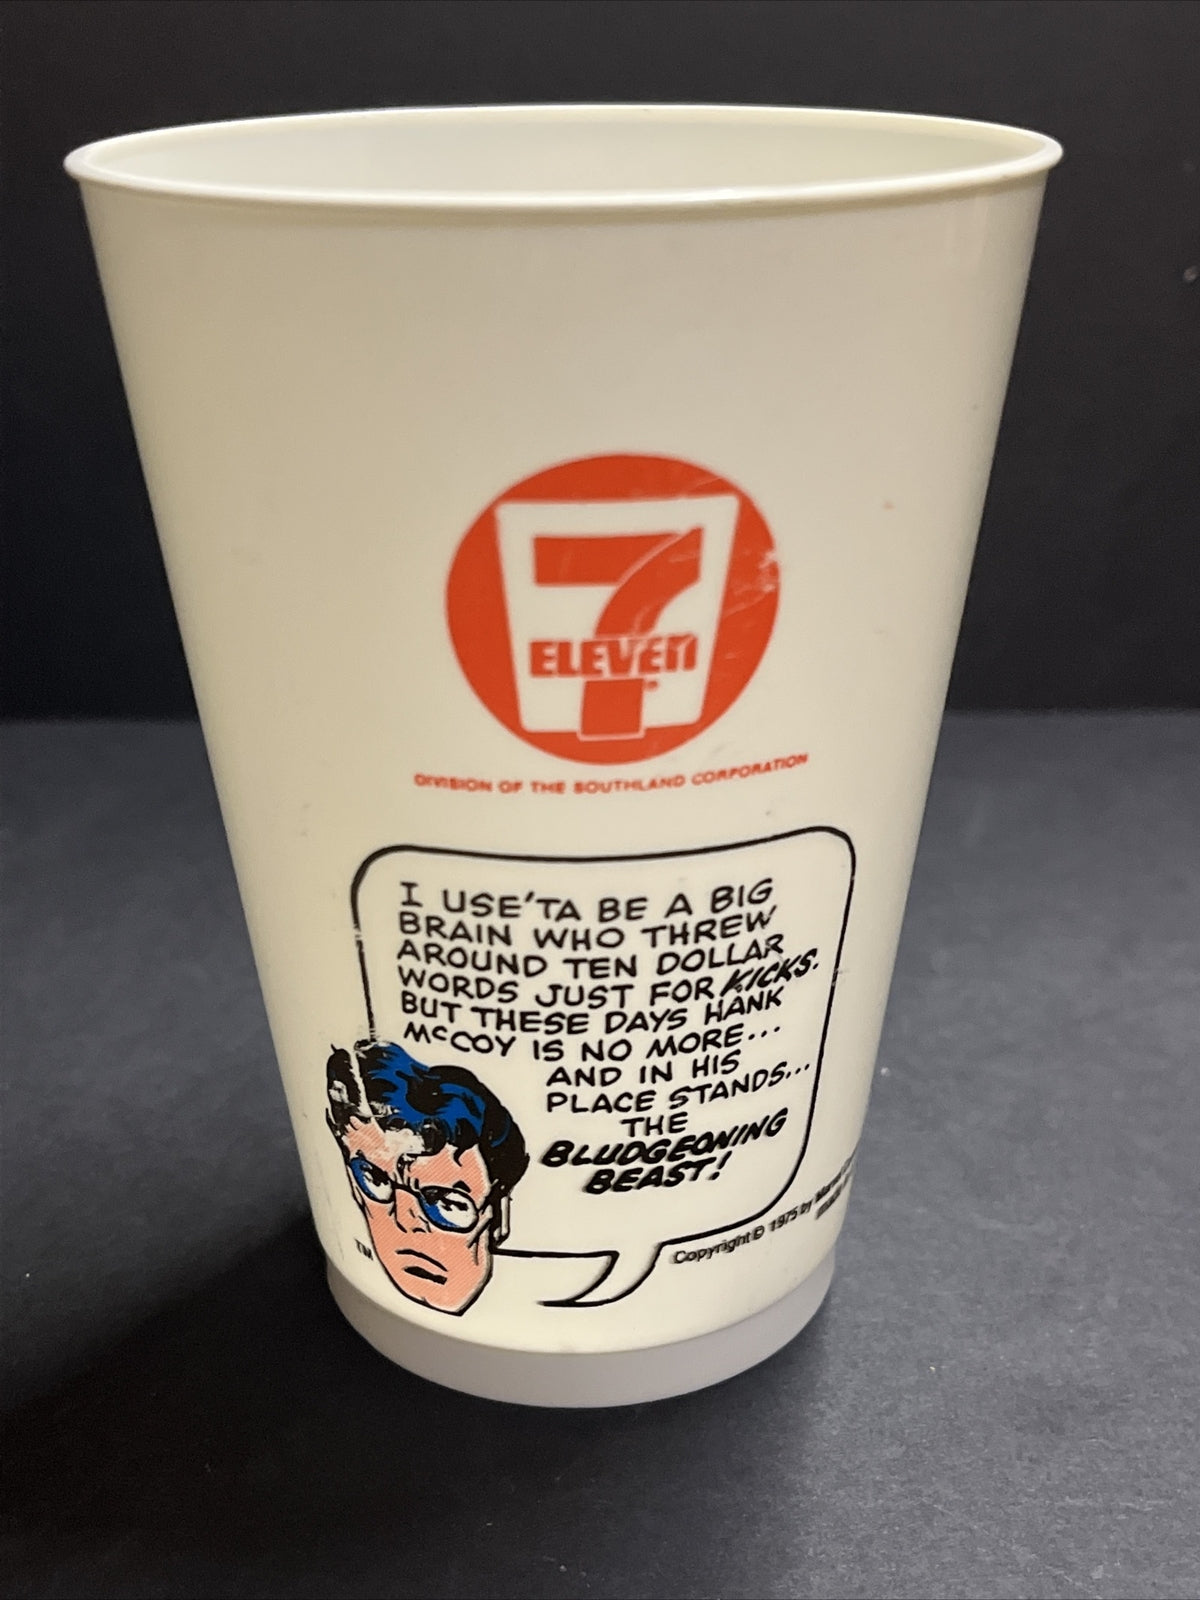 7
ELEVEN
DIVISION OF THE SOUTHLAND CORPORATION
I USE'TA BE A BIG
BRAIN WHO THREW
AROUND TEN DOLLAR
WORDS JUST FOR KICKS.
BUT THESE DAYS HANK
McCOY IS NO MORE...
AND IN HIS
PLACE STANDS...
THE
BLUDGEONING
BEAST!
TM
Copyright © 1975 by